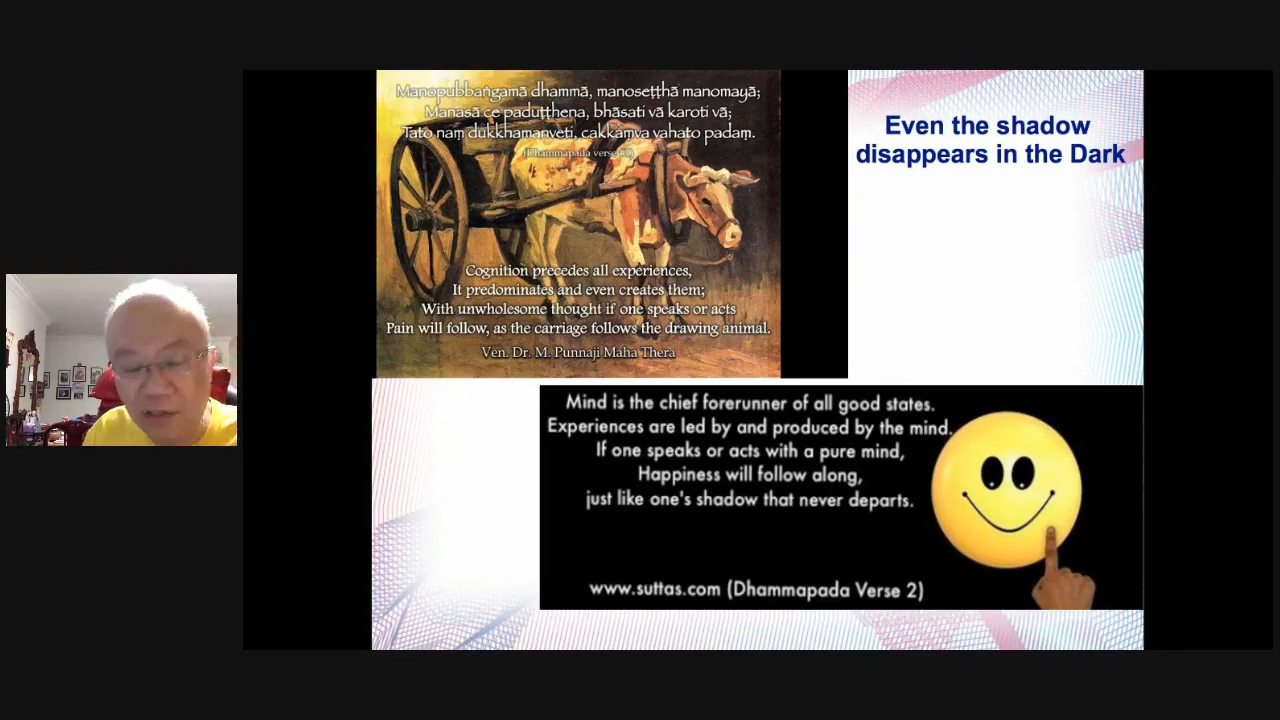 Manopubbaṅgamā dhammā, manoseṭṭhā manomayā;
Manasā ce paduṭṭhena, bhāsati vā karoti vā;
Tato naṃ dukkhamanveti, cakkaṃva vahato padaṃ.
(Dhammapada verse #1)
Cognition precedes all experiences,
It predominates and even creates them;
With unwholesome thought if one speaks or acts
Pain will follow, as the carriage follows the drawing animal.
Ven. Dr. M. Punnaji Maha Thera
Even the shadow
disappears in the Dark
Mind is the chief forerunner of all good states.
Experiences are led by and produced by the mind.
If one speaks or acts with a pure mind,
Happiness will follow along,
just like one's shadow that never departs.
www.suttas.com (Dhammapada Verse 2)